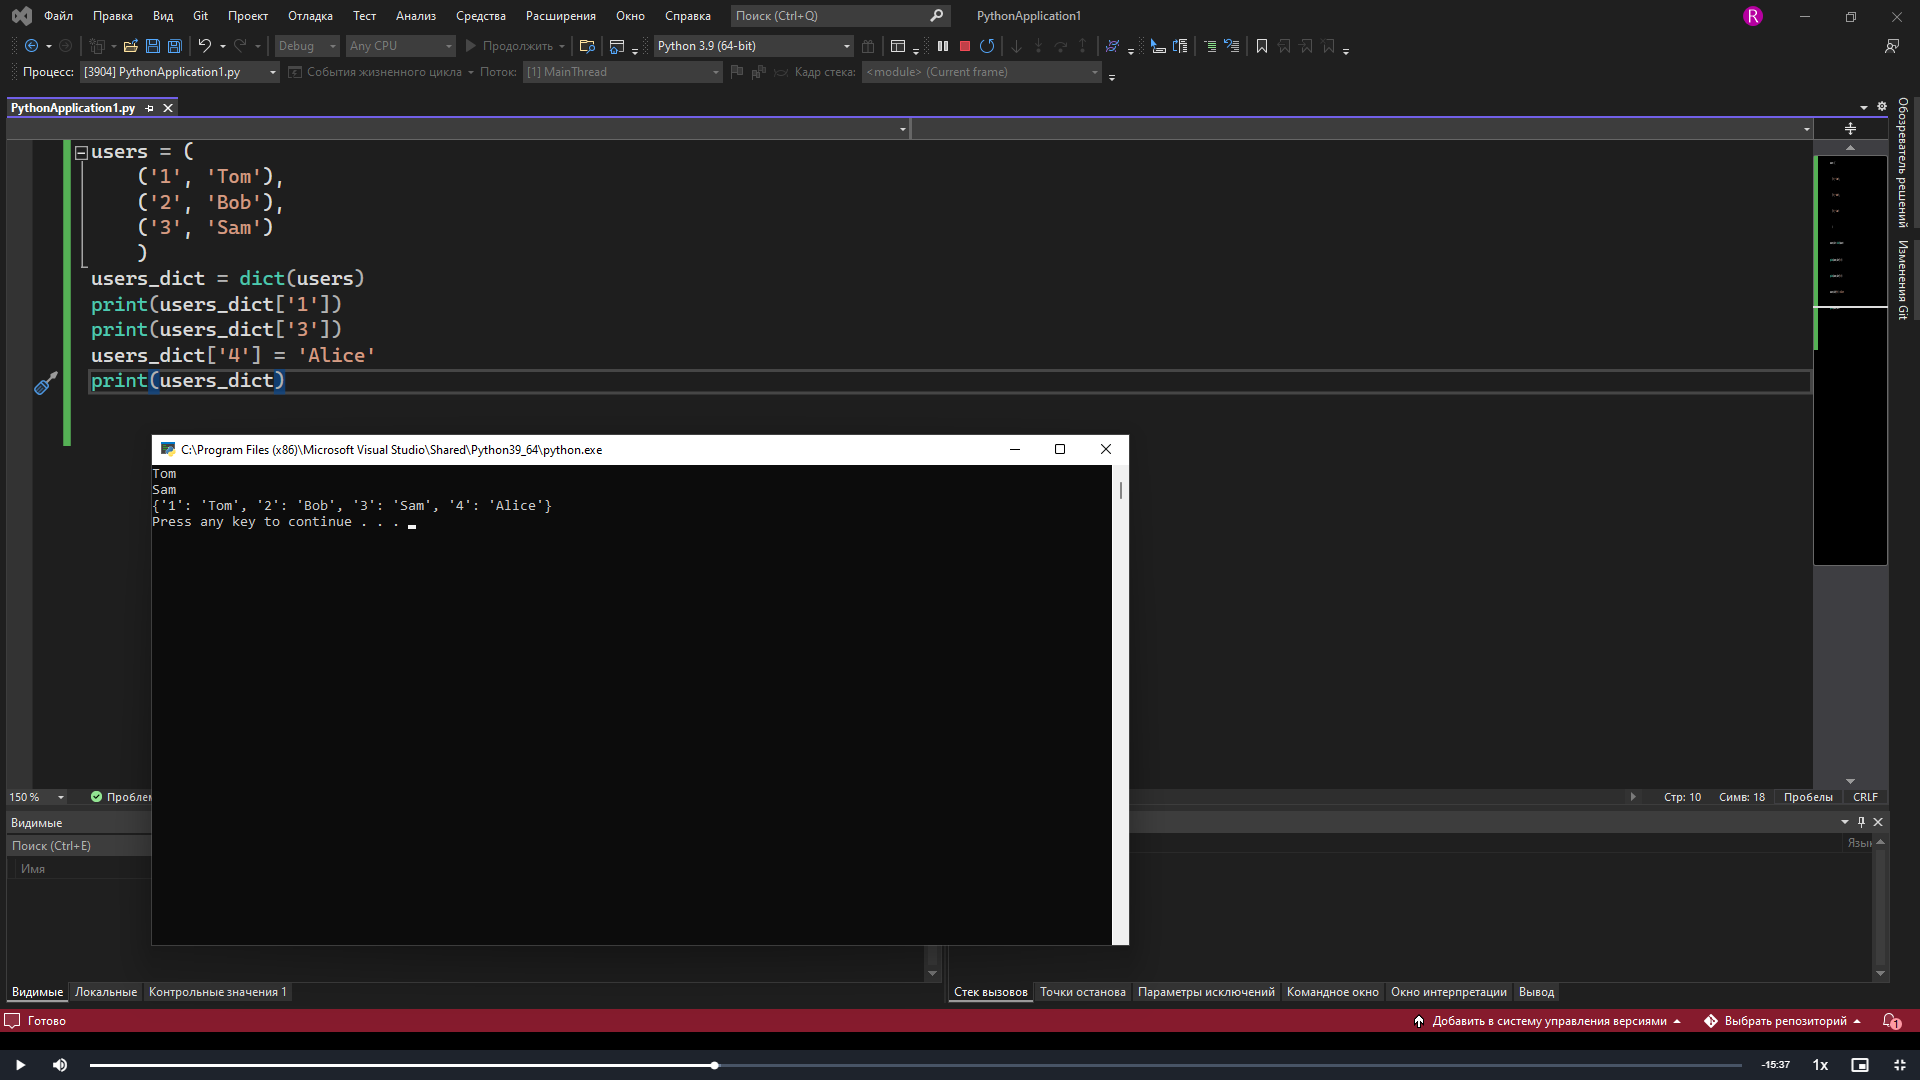 Файл Правка Вид Git Проект Отладка Тест Анализ Средства Расширения Окно Справка Поиск (Ctrl+Q) PythonApplication1 R
Debug Any CPU Продолжить Python 3.9 (64-bit)
Процесс: [3904] PythonApplication1.py События жизненного цикла Поток: [1] MainThread Кадр стека: <module> (Current frame)
PythonApplication1.py
Обозреватель решений
Изменения Git
users = (
('1', 'Tom'),
('2', 'Bob'),
('3', 'Sam')
)
users_dict = dict(users)
print(users_dict['1'])
print(users_dict['3'])
users_dict['4'] = 'Alice'
print(users_dict)
C:\Program Files (x86)\Microsoft Visual Studio\Shared\Python39_64\python.exe
Tom
Sam
{'1': 'Tom', '2': 'Bob', '3': 'Sam', '4': 'Alice'}
Press any key to continue . . .
150 % Стр: 10 Симв: 18 Пробелы CRLF
Видимые
Поиск (Ctrl+E)
Имя
Видимые Локальные Контрольные значения 1 Стек вызовов Точки останова Параметры исключений Командное окно Окно интерпретации Вывод
Готово Добавить в систему управления версиями Выбрать репозиторий 1
-15:37 1x